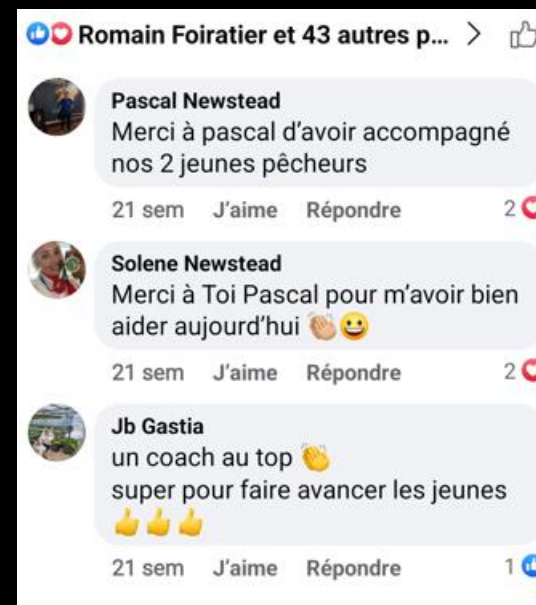 Romain Foiratier et 43 autres p...
Pascal Newstead
Merci à pascal d’avoir accompagné
nos 2 jeunes pêcheurs
21 sem J’aime Répondre 2
Solene Newstead
Merci à Toi Pascal pour m’avoir bien
aider aujourd’hui 👏🏼😀
21 sem J’aime Répondre 2
Jb Gastia
un coach au top 👏
super pour faire avancer les jeunes
👍👍👍
21 sem J’aime Répondre 1